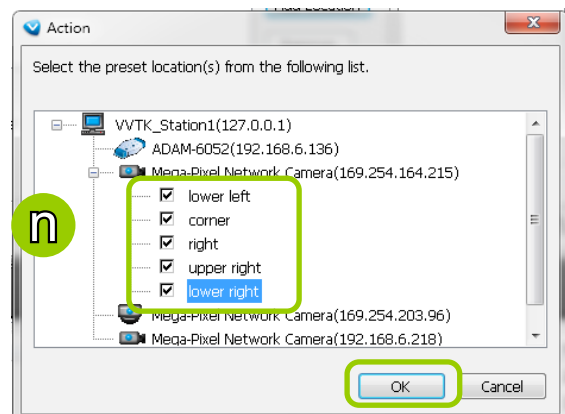 Add Location
Action
Select the preset location(s) from the following list.
VVTK_Station1(127.0.0.1)
ADAM-6052(192.168.6.136)
Mega-Pixel Network Camera(169.254.164.215)
lower left
corner
n
right
upper right
lower right
Mega-Pixel Network Camera(169.254.203.96)
Mega-Pixel Network Camera(192.168.6.218)
OK Cancel